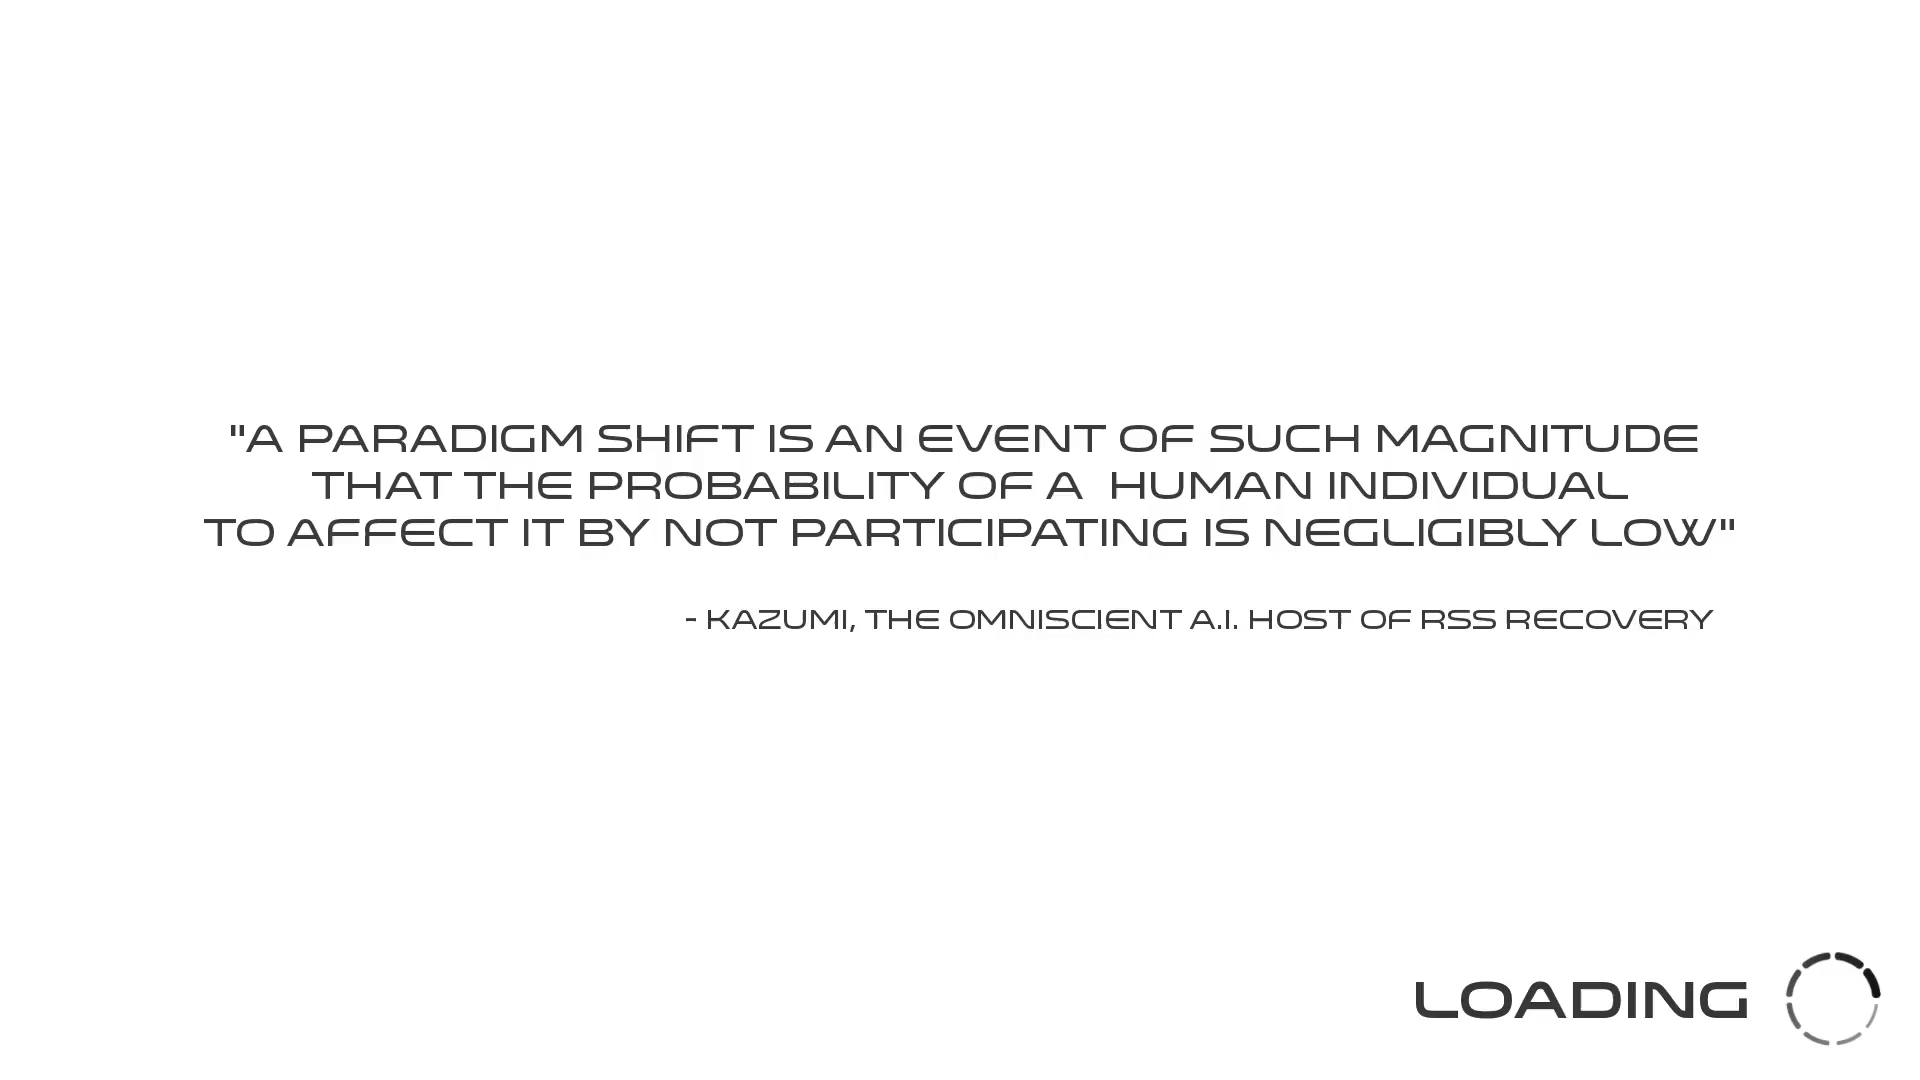 "A PARADIGM SHIFT IS AN EVENT OF SUCH MAGNITUDE
THAT THE PROBABILITY OF A  HUMAN INDIVIDUAL
TO AFFECT IT BY NOT PARTICIPATING IS NEGLIGIBLY LOW"
- KAZUMI, THE OMNISCIENT A.I. HOST OF RSS RECOVERY
LOADING